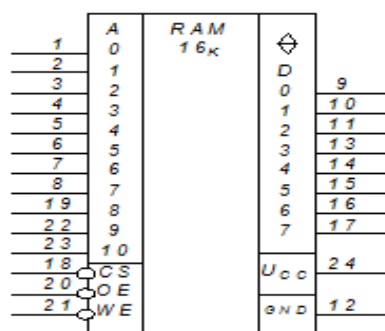 A RAM
1 0 16K
2 1 D
3 2 0 9
4 3 1 10
5 4 2 11
6 5 3 13
7 6 4 14
8 7 5 15
19 8 6 16
22 9 7 17
23 10
18 CS UCC 24
20 OE
21 WE GND 12